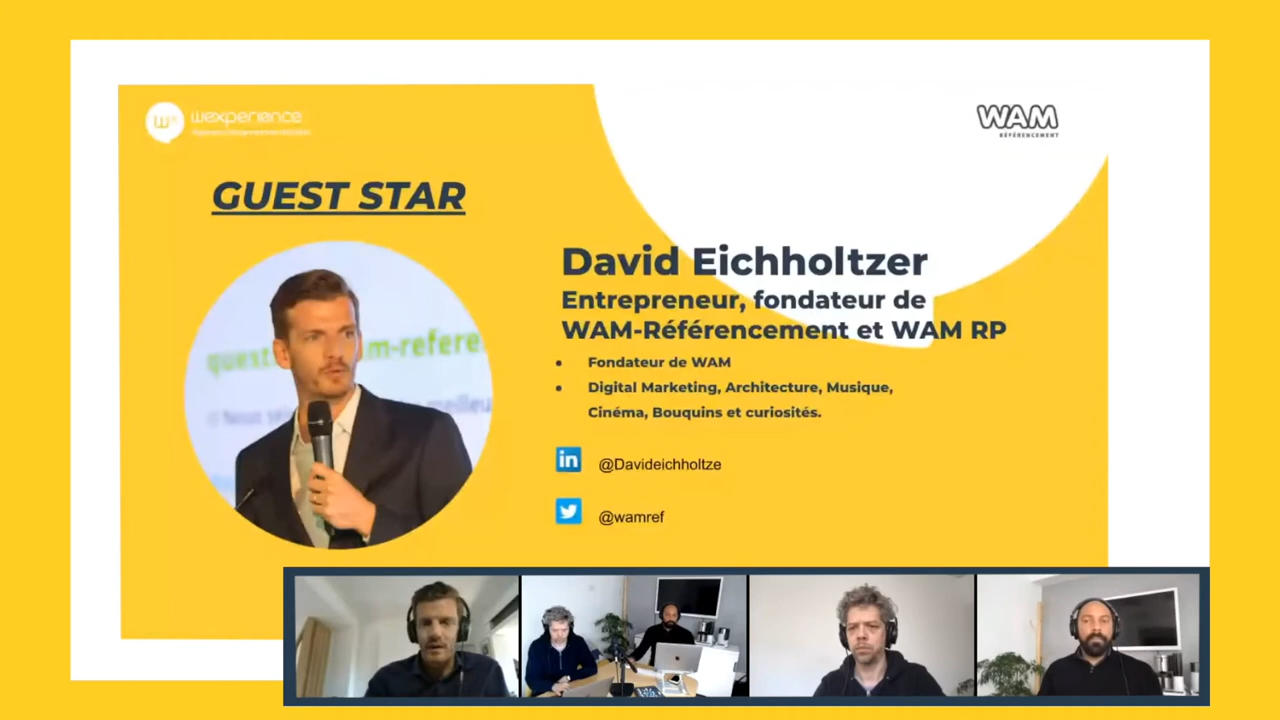 wexperience
WAM
RÉFÉRENCEMENT
GUEST STAR
David Eichholtzer
Entrepreneur, fondateur de
WAM-Référencement et WAM RP
• Fondateur de WAM
• Digital Marketing, Architecture, Musique,
Cinéma, Bouquins et curiosités.
in @Davideichholtze
@wamref